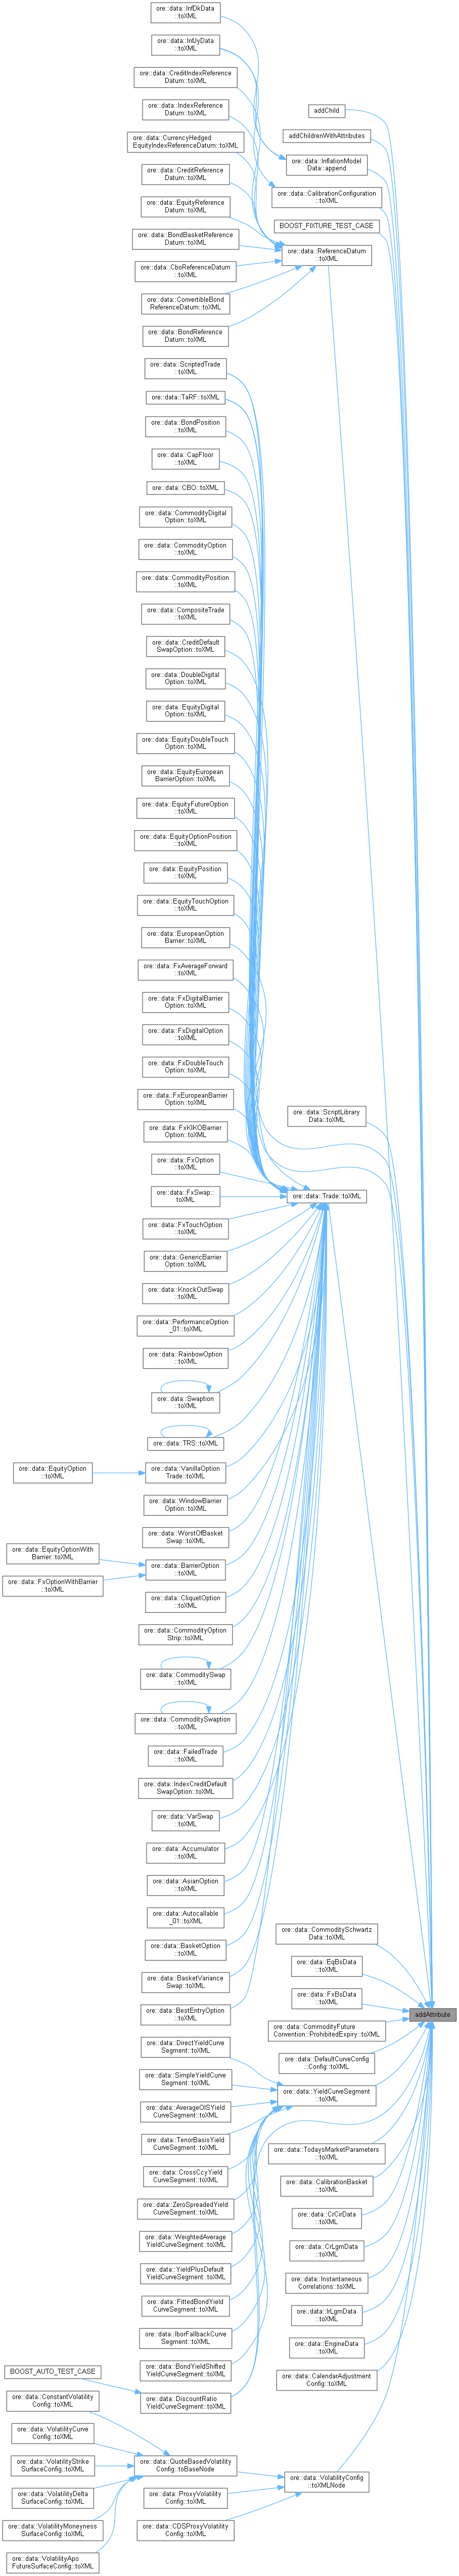 ore::data::InfDkData
::toXML
ore::data::InfJyData
::toXML
ore::data::CreditIndexReference
Datum::toXML
ore::data::IndexReference
Datum::toXML
ore::data::CurrencyHedged
EquityIndexReferenceDatum::toXML
ore::data::CreditReference
Datum::toXML
ore::data::EquityReference
Datum::toXML
ore::data::BondBasketReference
Datum::toXML
ore::data::CboReferenceDatum
::toXML
ore::data::ConvertibleBond
ReferenceDatum::toXML
ore::data::BondReference
Datum::toXML
addChild
addChildrenWithAttributes
ore::data::InflationModel
Data::append
ore::data::CalibrationConfiguration
::toXML
BOOST_FIXTURE_TEST_CASE
ore::data::ReferenceDatum
::toXML
ore::data::ScriptedTrade
::toXML
ore::data::TaRF::toXML
ore::data::BondPosition
::toXML
ore::data::CapFloor
::toXML
ore::data::CBO::toXML
ore::data::CommodityDigital
Option::toXML
ore::data::CommodityOption
::toXML
ore::data::CommodityPosition
::toXML
ore::data::CompositeTrade
::toXML
ore::data::CreditDefault
SwapOption::toXML
ore::data::DoubleDigital
Option::toXML
ore::data::EquityDigital
Option::toXML
ore::data::EquityDoubleTouch
Option::toXML
ore::data::EquityEuropean
BarrierOption::toXML
ore::data::EquityFutureOption
::toXML
ore::data::EquityOptionPosition
::toXML
ore::data::EquityPosition
::toXML
ore::data::EquityTouchOption
::toXML
ore::data::EuropeanOption
Barrier::toXML
ore::data::FxAverageForward
::toXML
ore::data::FxDigitalBarrier
Option::toXML
ore::data::FxDigitalOption
::toXML
ore::data::FxDoubleTouch
Option::toXML
ore::data::FxEuropeanBarrier
Option::toXML
ore::data::FxKIKOBarrier
Option::toXML
ore::data::FxOption
::toXML
ore::data::FxSwap::
toXML
ore::data::FxTouchOption
::toXML
ore::data::GenericBarrier
Option::toXML
ore::data::KnockOutSwap
::toXML
ore::data::PerformanceOption
_01::toXML
ore::data::RainbowOption
::toXML
ore::data::Swaption
::toXML
ore::data::TRS::toXML
ore::data::ScriptLibrary
Data::toXML
ore::data::Trade::toXML
ore::data::EquityOption
::toXML
ore::data::VanillaOption
Trade::toXML
ore::data::WindowBarrier
Option::toXML
ore::data::WorstOfBasket
Swap::toXML
ore::data::EquityOptionWith
Barrier::toXML
ore::data::FxOptionWithBarrier
::toXML
ore::data::BarrierOption
::toXML
ore::data::CliquetOption
::toXML
ore::data::CommodityOption
Strip::toXML
ore::data::CommoditySwap
::toXML
ore::data::CommoditySwaption
::toXML
ore::data::FailedTrade
::toXML
ore::data::IndexCreditDefault
SwapOption::toXML
ore::data::VarSwap
::toXML
ore::data::Accumulator
::toXML
ore::data::AsianOption
::toXML
ore::data::Autocallable
_01::toXML
ore::data::BasketOption
::toXML
ore::data::BasketVariance
Swap::toXML
ore::data::BestEntryOption
::toXML
ore::data::CommoditySchwartz
Data::toXML
ore::data::EqBsData
::toXML
ore::data::FxBsData
::toXML
addAttribute
ore::data::CommodityFuture
Convention::ProhibitedExpiry::toXML
ore::data::DefaultCurveConfig
::Config::toXML
ore::data::YieldCurveSegment
::toXML
ore::data::TodaysMarketParameters
::toXML
ore::data::CalibrationBasket
::toXML
ore::data::CrCirData
::toXML
ore::data::CrLgmData
::toXML
ore::data::Instantaneous
Correlations::toXML
ore::data::IrLgmData
::toXML
ore::data::EngineData
::toXML
ore::data::CalendarAdjustment
Config::toXML
ore::data::DirectYieldCurve
Segment::toXML
ore::data::SimpleYieldCurve
Segment::toXML
ore::data::AverageOISYield
CurveSegment::toXML
ore::data::TenorBasisYield
CurveSegment::toXML
ore::data::CrossCcyYield
CurveSegment::toXML
ore::data::ZeroSpreadedYield
CurveSegment::toXML
ore::data::WeightedAverage
YieldCurveSegment::toXML
ore::data::YieldPlusDefault
YieldCurveSegment::toXML
ore::data::FittedBondYield
CurveSegment::toXML
ore::data::IborFallbackCurve
Segment::toXML
ore::data::BondYieldShifted
YieldCurveSegment::toXML
ore::data::DiscountRatio
YieldCurveSegment::toXML
BOOST_AUTO_TEST_CASE
ore::data::ConstantVolatility
Config::toXML
ore::data::VolatilityCurve
Config::toXML
ore::data::VolatilityStrike
SurfaceConfig::toXML
ore::data::VolatilityDelta
SurfaceConfig::toXML
ore::data::VolatilityMoneyness
SurfaceConfig::toXML
ore::data::VolatilityApo
FutureSurfaceConfig::toXML
ore::data::QuoteBasedVolatility
Config::toBaseNode
ore::data::ProxyVolatility
Config::toXML
ore::data::CDSProxyVolatility
Config::toXML
ore::data::VolatilityConfig
::toXMLNode